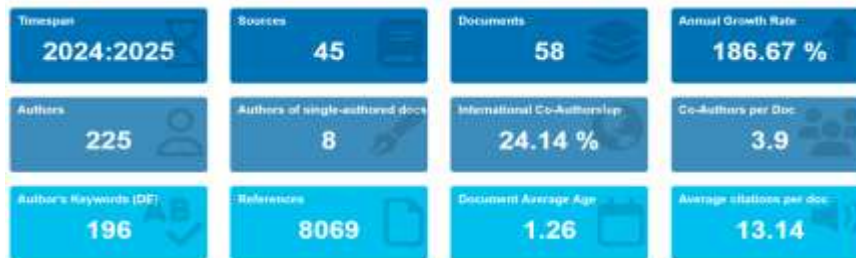 Timespan
2024:2025
Sources
45
Documents
58
Annual Growth Rate
186.67 %
Authors
225
Authors of single-authored docs
8
International Co-Authorship
24.14 %
Co-Authors per Doc
3.9
Author's Keywords (DE)
196
References
8069
Document Average Age
1.26
Average citations per doc
13.14